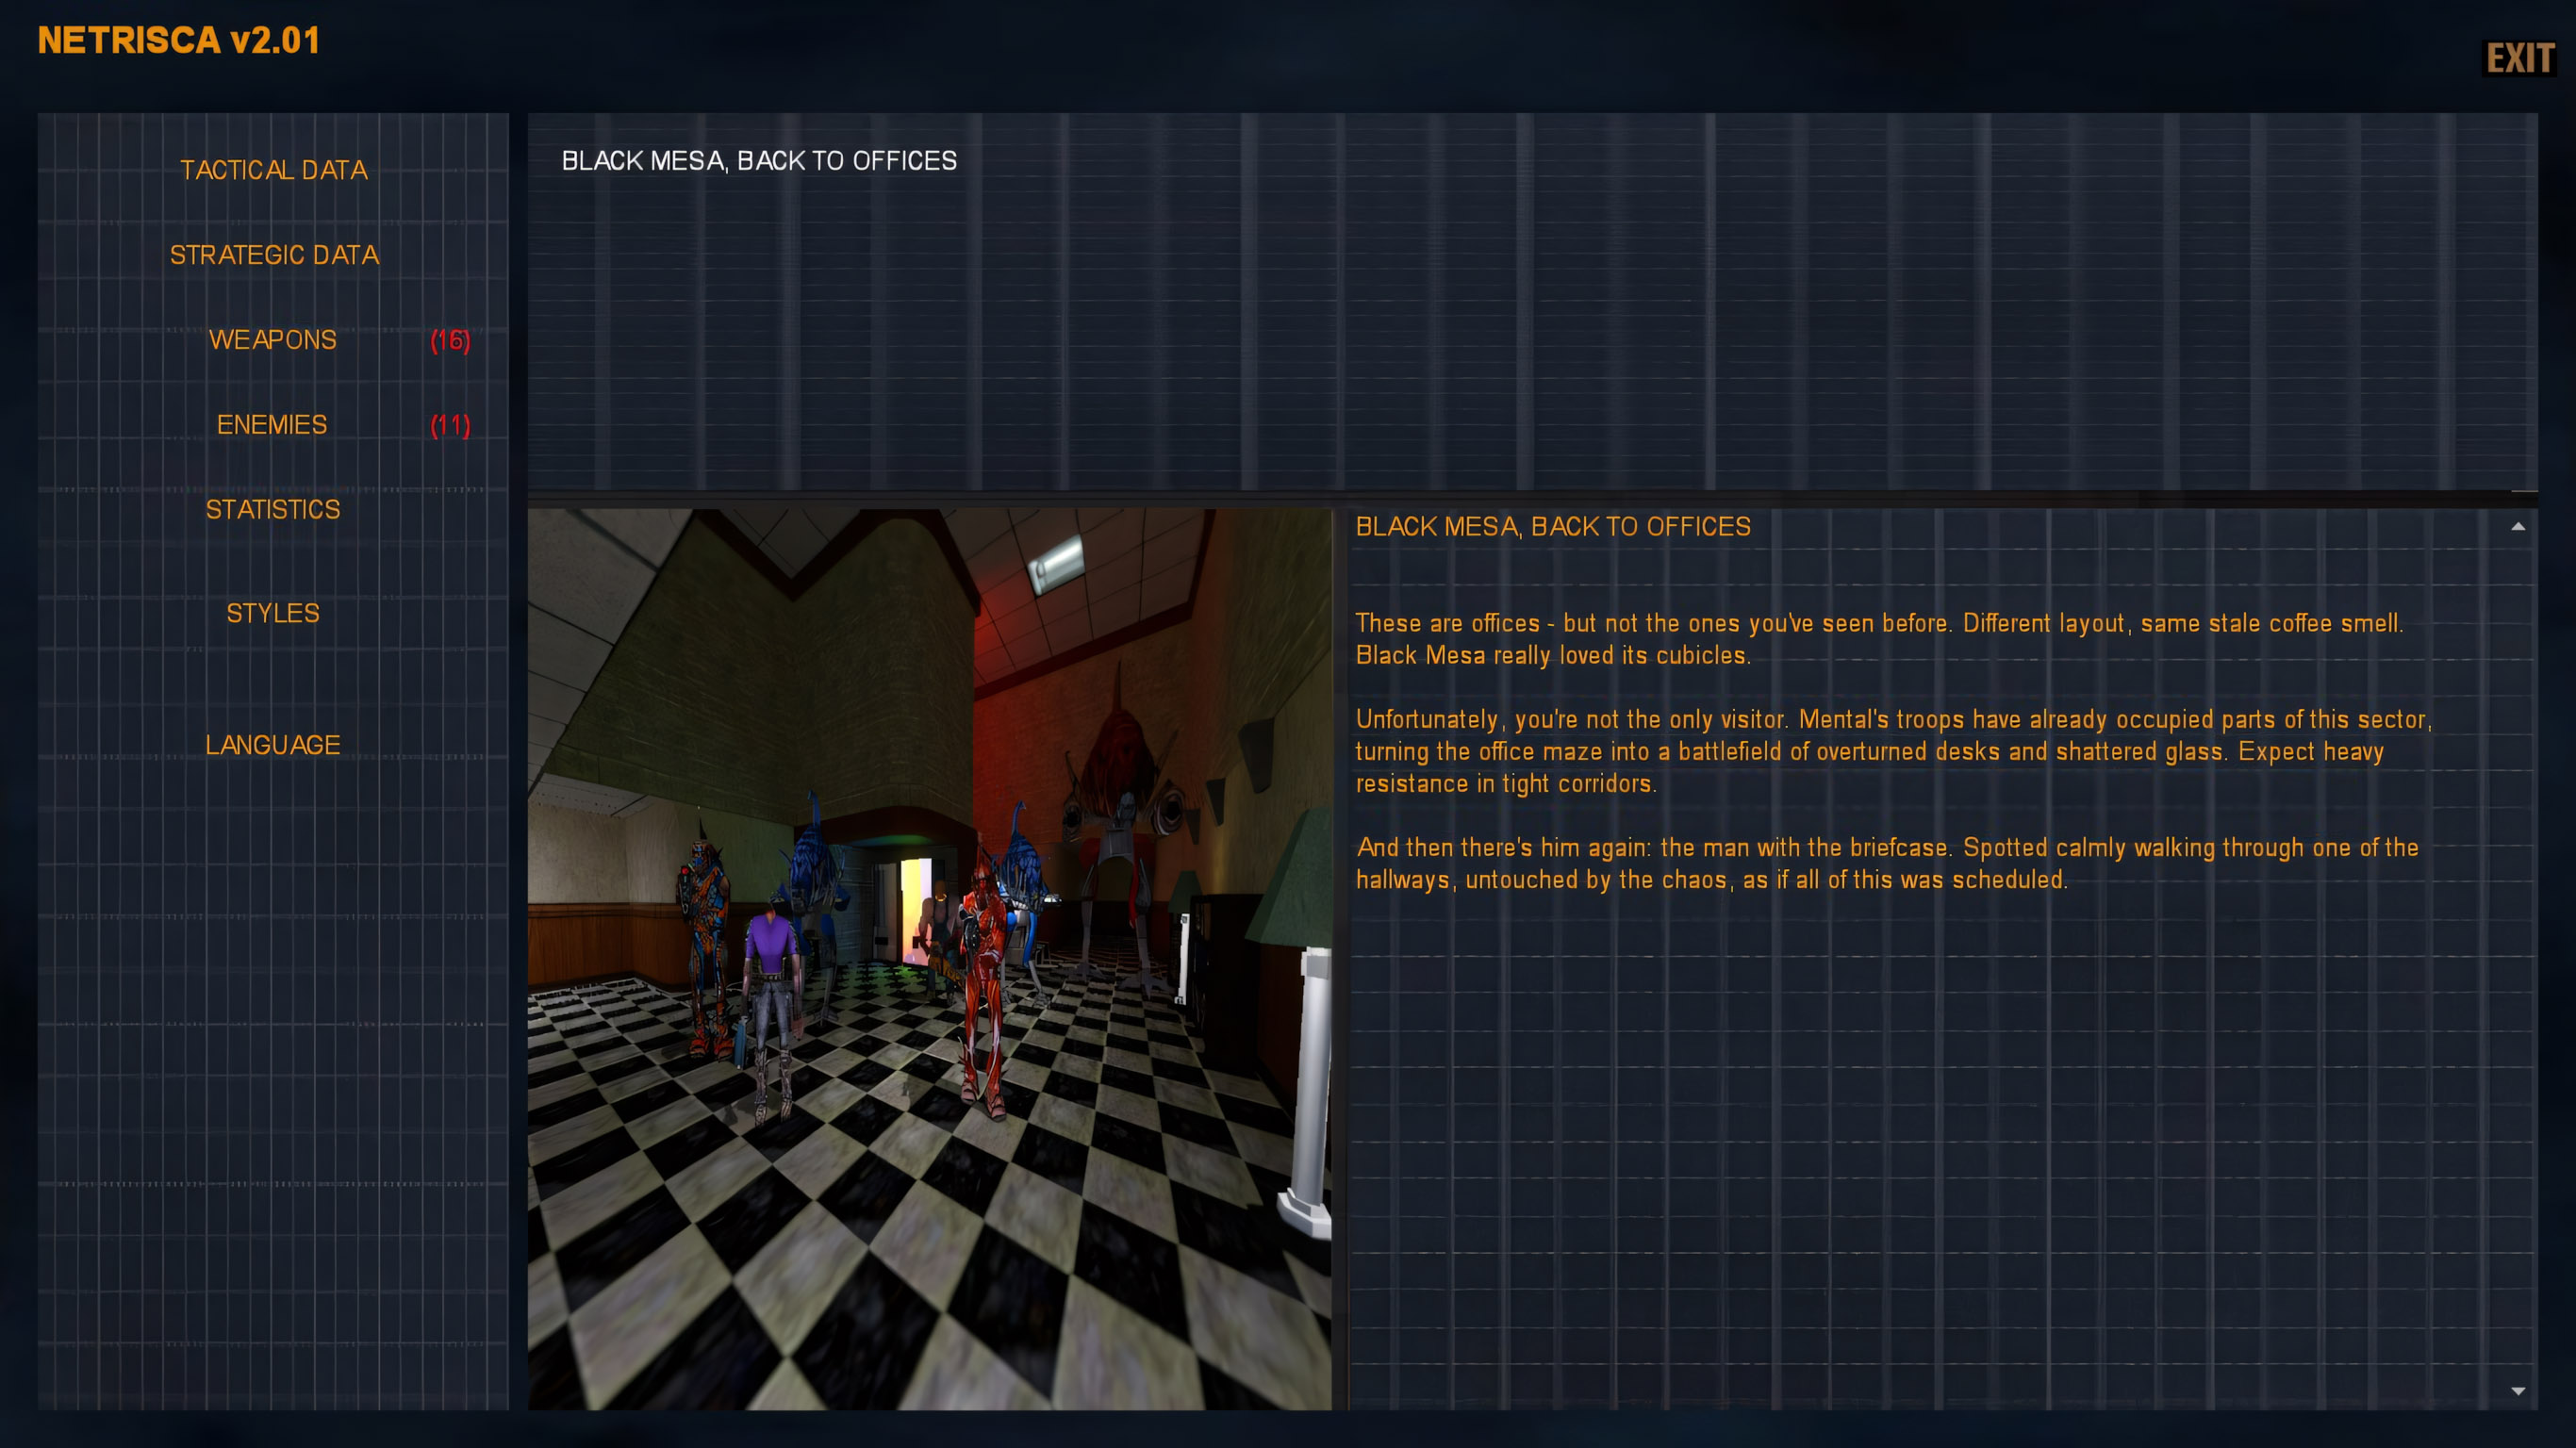 NETRISCA v2.01
EXIT
TACTICAL DATA
STRATEGIC DATA
WEAPONS (16)
ENEMIES (11)
STATISTICS
STYLES
LANGUAGE
BLACK MESA, BACK TO OFFICES
BLACK MESA, BACK TO OFFICES
These are offices - but not the ones you've seen before. Different layout, same stale coffee smell.
Black Mesa really loved its cubicles.
Unfortunately, you're not the only visitor. Mental's troops have already occupied parts of this sector,
turning the office maze into a battlefield of overturned desks and shattered glass. Expect heavy
resistance in tight corridors.
And then there's him again: the man with the briefcase. Spotted calmly walking through one of the
hallways, untouched by the chaos, as if all of this was scheduled.